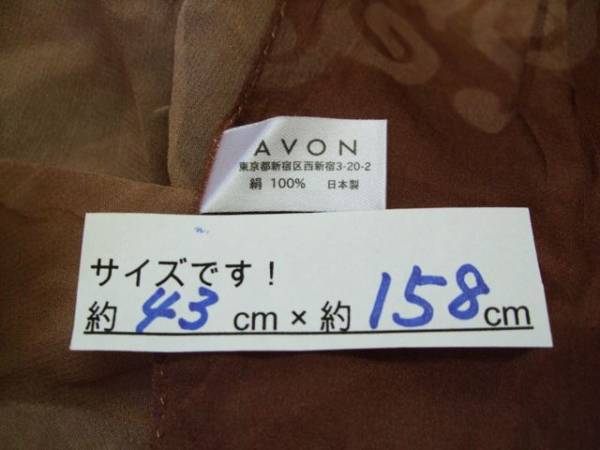 AVON
東京都新宿区西新宿3-20-2
絹 100% 日本製
サイズです！
約 43 cm × 約 158 cm